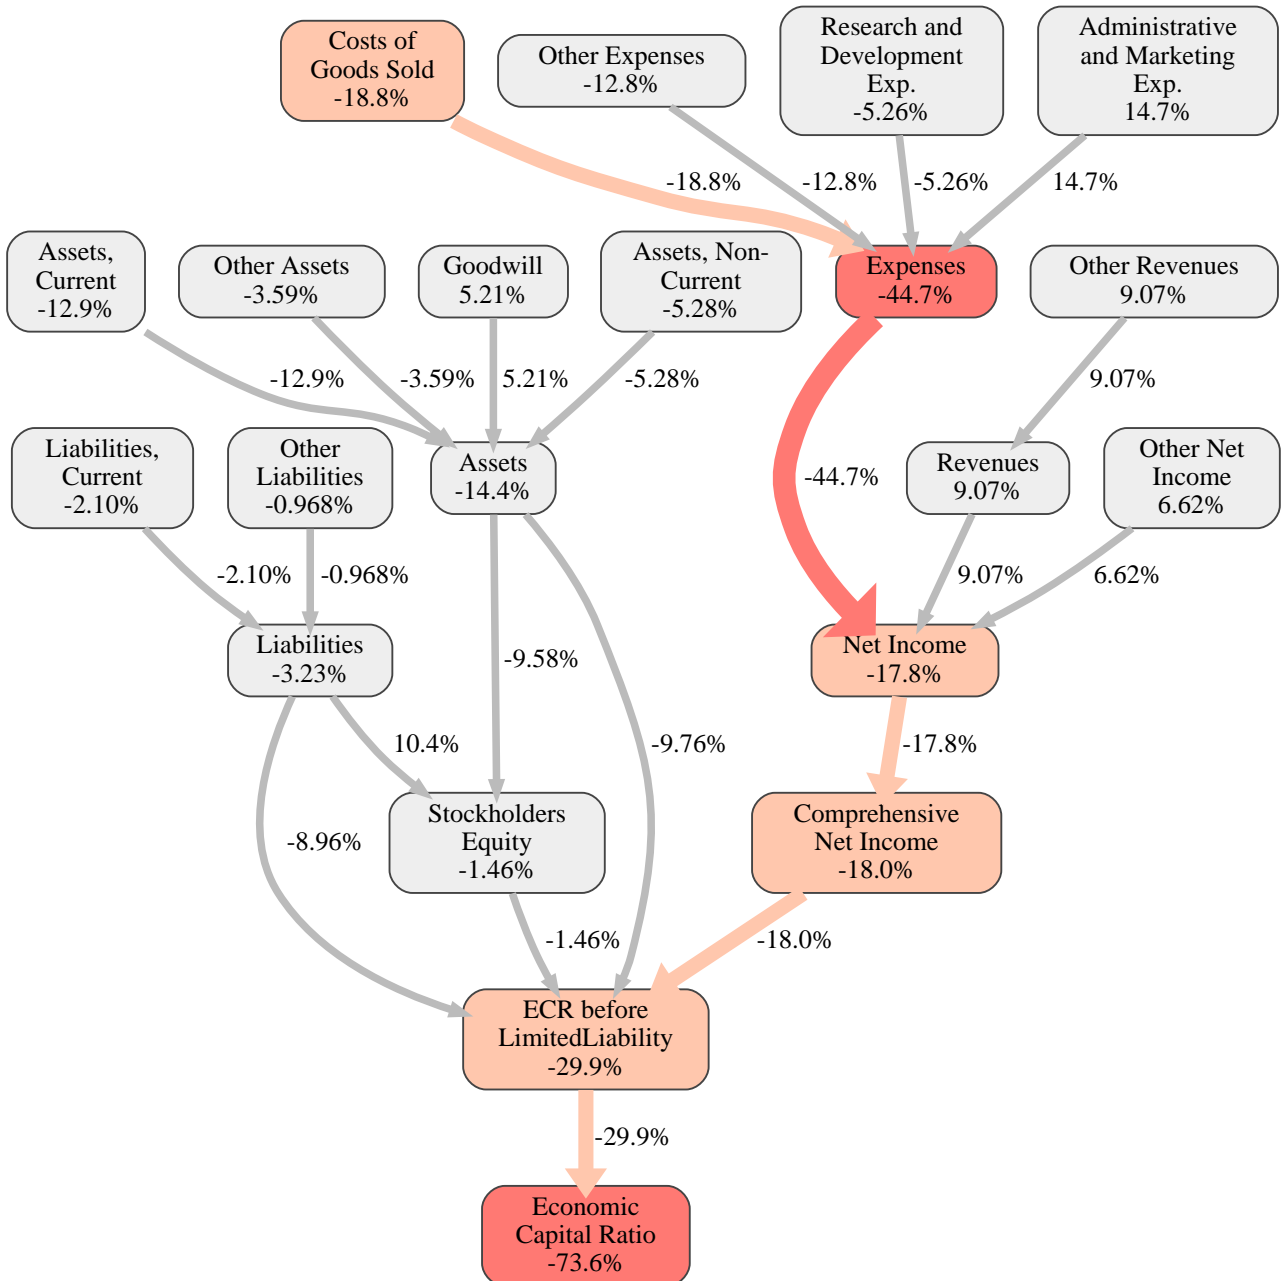 Costs of
Goods Sold
-18.8%
Other Expenses
-12.8%
Research and
Development
Exp.
-5.26%
Administrative
and Marketing
Exp.
14.7%
-18.8%
-12.8%
-5.26%
14.7%
Assets,
Current
-12.9%
Other Assets
-3.59%
Goodwill
5.21%
Assets, Non-
Current
-5.28%
Expenses
-44.7%
Other Revenues
9.07%
-12.9%
-3.59%
5.21%
-5.28%
9.07%
Liabilities,
Current
-2.10%
Other
Liabilities
-0.968%
Assets
-14.4%
-44.7%
Revenues
9.07%
Other Net
Income
6.62%
-2.10%
-0.968%
9.07%
6.62%
Liabilities
-3.23%
-9.58%
Net Income
-17.8%
10.4%
-9.76%
-17.8%
-8.96%
Stockholders
Equity
-1.46%
Comprehensive
Net Income
-18.0%
-1.46%
-18.0%
ECR before
LimitedLiability
-29.9%
-29.9%
Economic
Capital Ratio
-73.6%